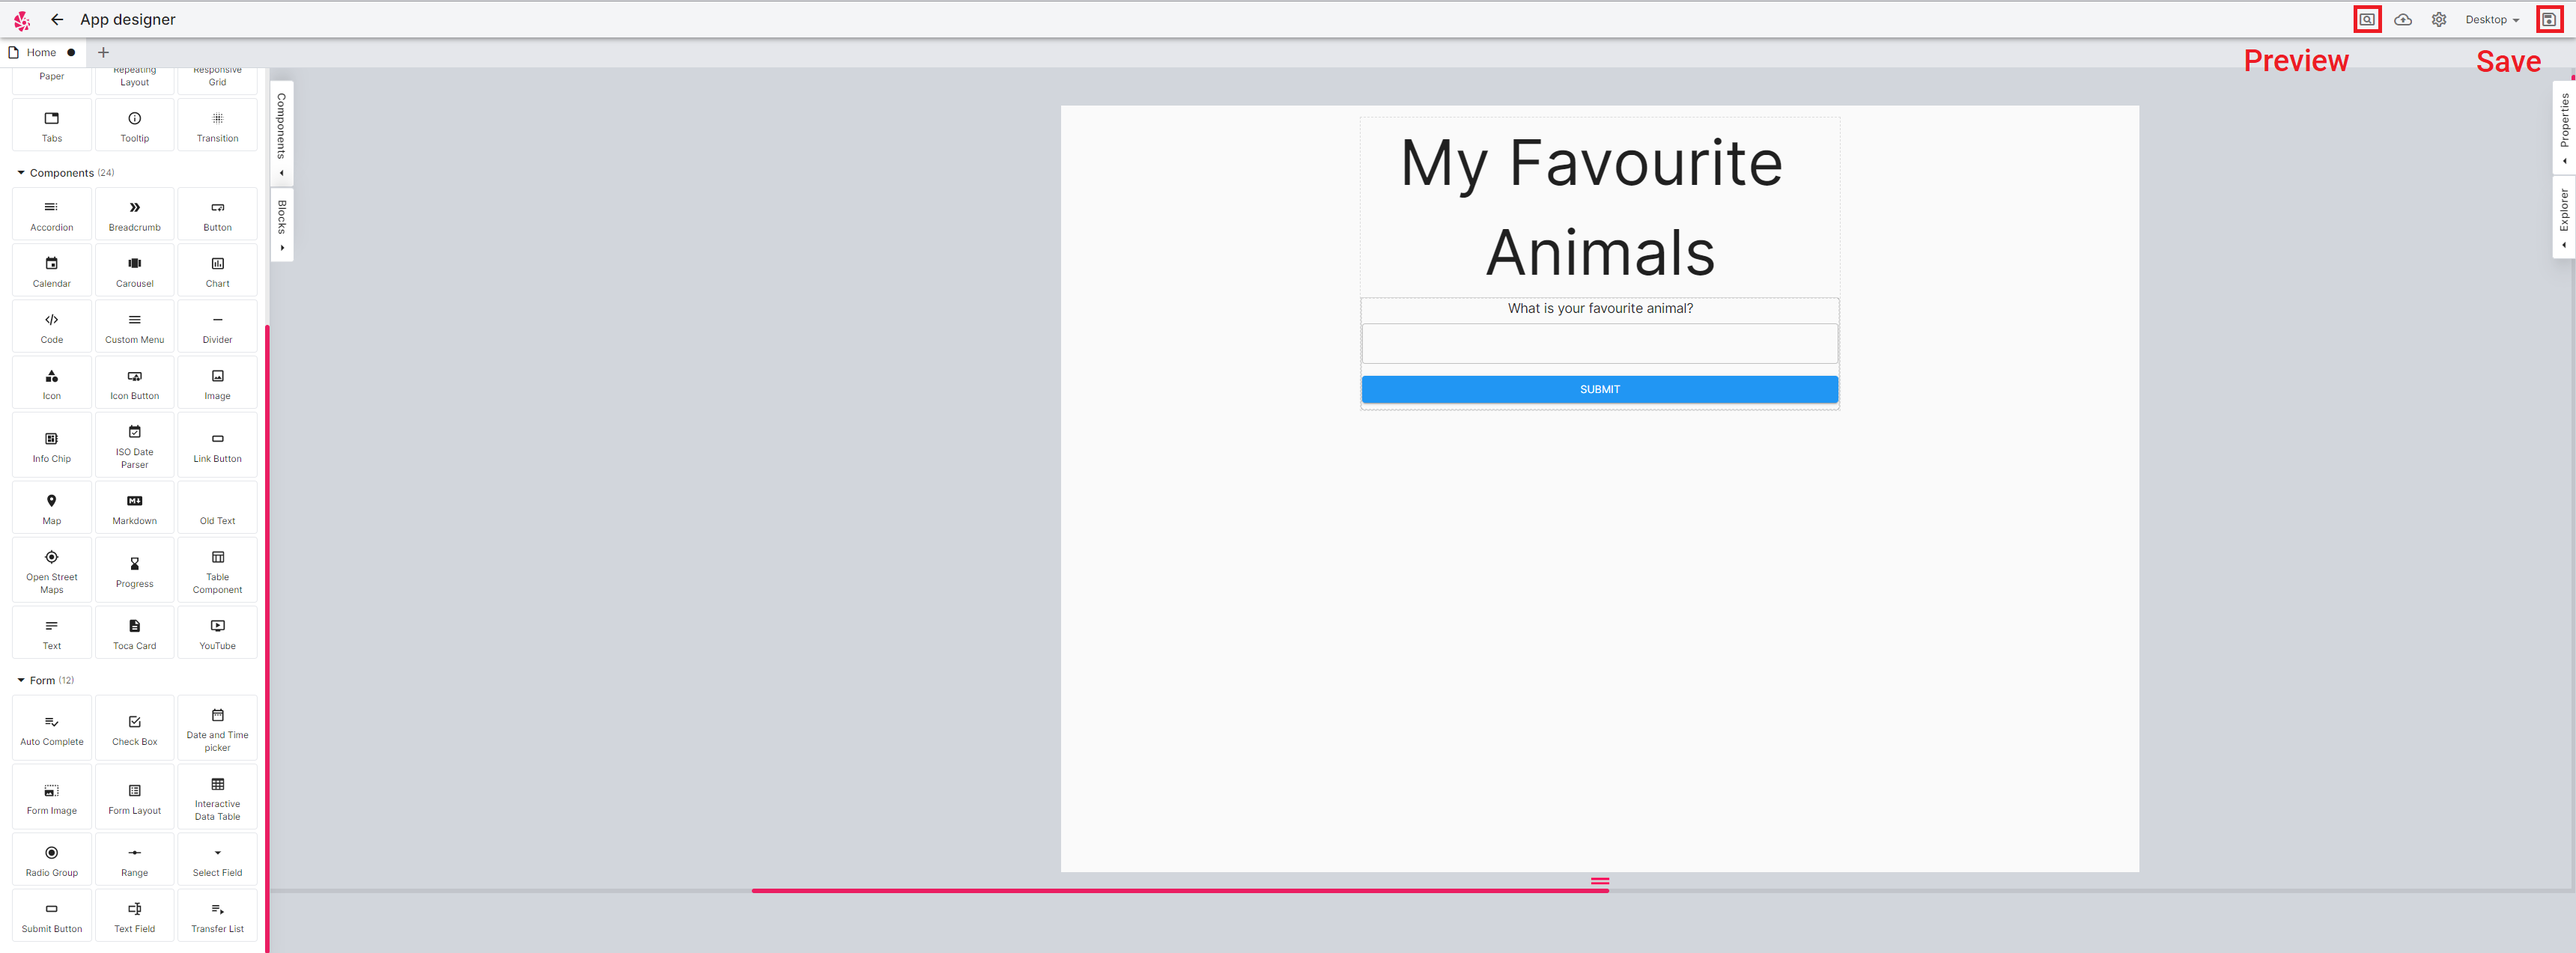 App designer
Desktop
Home
Preview
Save
Paper
Repeating
Layout
Responsive
Grid
Tabs
Tooltip
Transition
Components (24)
Accordion
Breadcrumb
Button
Calendar
Carousel
Chart
Code
Custom Menu
Divider
Icon
Icon Button
Image
Info Chip
ISO Date
Parser
Link Button
Map
Markdown
Old Text
Open Street
Maps
Progress
Table
Component
Text
Toca Card
YouTube
Form (12)
Auto Complete
Check Box
Date and Time
picker
Form Image
Form Layout
Interactive
Data Table
Radio Group
Range
Select Field
Submit Button
Text Field
Transfer List
Components
Blocks
My Favourite
Animals
What is your favourite animal?
SUBMIT
Properties
Explorer